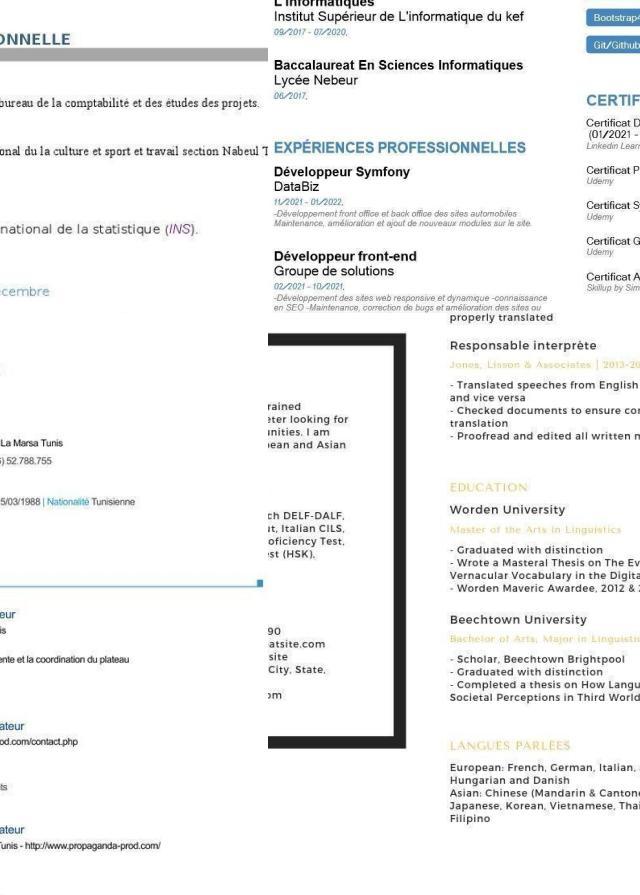 ONNELLE
bureau de la comptabilité et des études des projets.
onal du la culture et sport et travail section Nabeul T
national de la statistique (INS).
écembre
La Marsa Tunis
) 52.788.755
5/03/1988 | Nationalité Tunisienne
eur
is
ente et la coordination du plateau
ateur
od.com/contact.php
ts
ateur
Tunis - http://www.propaganda-prod.com/
L'informatiques
Institut Supérieur de L'informatique du kef
09/2017 - 07/2020,
Baccalaureat En Sciences Informatiques
Lycée Nebeur
06/2017,
EXPÉRIENCES PROFESSIONNELLES
Développeur Symfony
DataBiz
11/2021 - 01/2022,
-Développement front office et back office des sites automobiles
Maintenance, amélioration et ajout de nouveaux modules sur le site.
Développeur front-end
Groupe de solutions
02/2021 - 10/2021,
-Développement des sites web responsive et dynamique -connaissance
en SEO -Maintenance, correction de bugs et amélioration des sites ou
Bootstrap4
Git/Github
CERTIF
Certificat D
(01/2021 -
Linkedin Learn
Certificat P
Udemy
Certificat S
Udemy
Certificat G
Udemy
Certificat A
Skillup by Sim
rained
eter looking for
unities. I am
pean and Asian
ch DELF-DALF,
ut, Italian CILS,
oficiency Test,
est (HSK),
90
atsite.com
site
City, State,
om
properly translated
Responsable interprète
Jones, Lisson & Associates | 2013-20
- Translated speeches from English
and vice versa
- Checked documents to ensure cor
translation
- Proofread and edited all written m
EDUCATION
Worden University
Master of the Arts in Linguistics
- Graduated with distinction
- Wrote a Masteral Thesis on The Ev
Vernacular Vocabulary in the Digita
- Worden Maveric Awardee, 2012 & 2
Beechtown University
Bachelor of Arts, Major in Linguistic
- Scholar, Beechtown Brightpool
- Graduated with distinction
- Completed a thesis on How Langu
Societal Perceptions in Third World
LANGUES PARLÉES
European: French, German, Italian,
Hungarian and Danish
Asian: Chinese (Mandarin & Cantone
Japanese, Korean, Vietnamese, Thai
Filipino